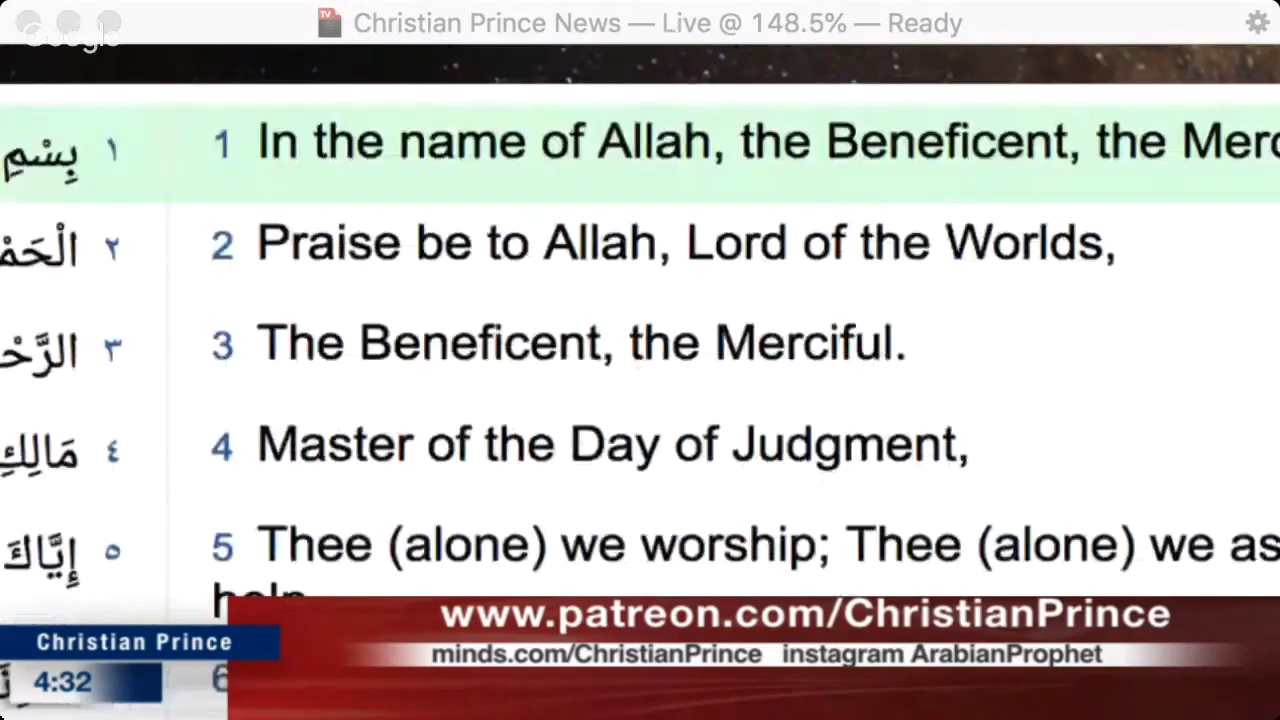 Christian Prince News — Live @ 148.5% — Ready
Google
بِسْمِ ١ 1 In the name of Allah, the Beneficent, the Merc
٢ 2 Praise be to Allah, Lord of the Worlds,
٣ 3 The Beneficent, the Merciful.
مَالِكِ ٤ 4 Master of the Day of Judgment,
إِيَّاكَ ٥ 5 Thee (alone) we worship; Thee (alone) we as
help
www.patreon.com/ChristianPrince
Christian Prince
minds.com/ChristianPrince instagram ArabianProphet
4:32
6